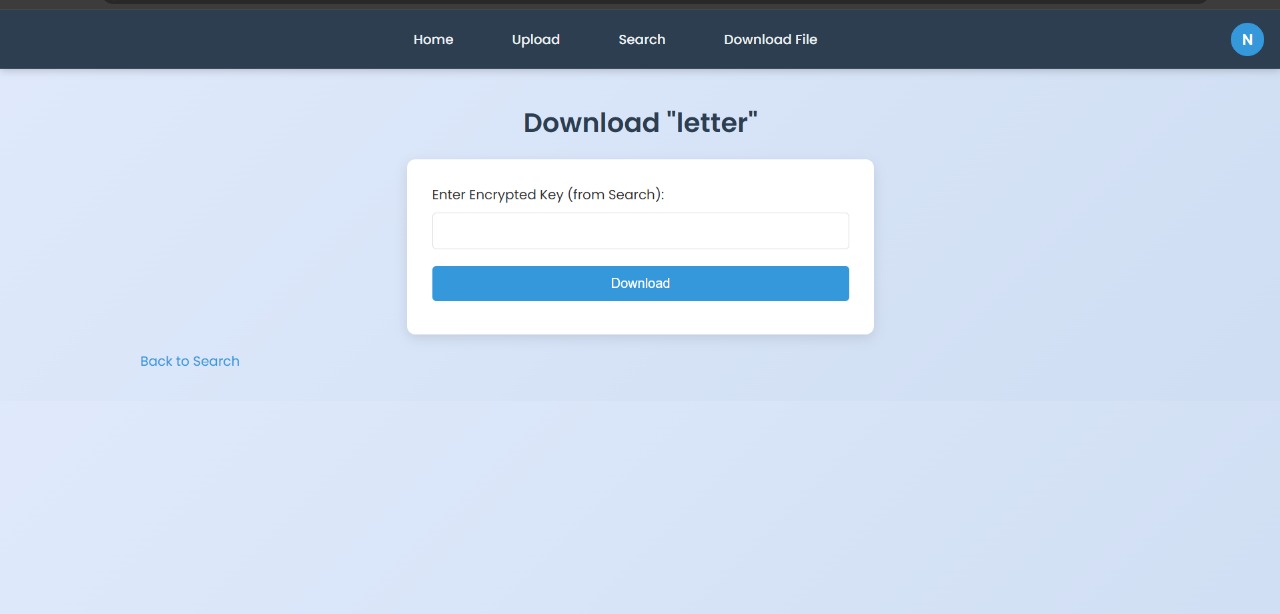 Home Upload Search Download File N
Download "letter"
Enter Encrypted Key (from Search):
Download
Back to Search